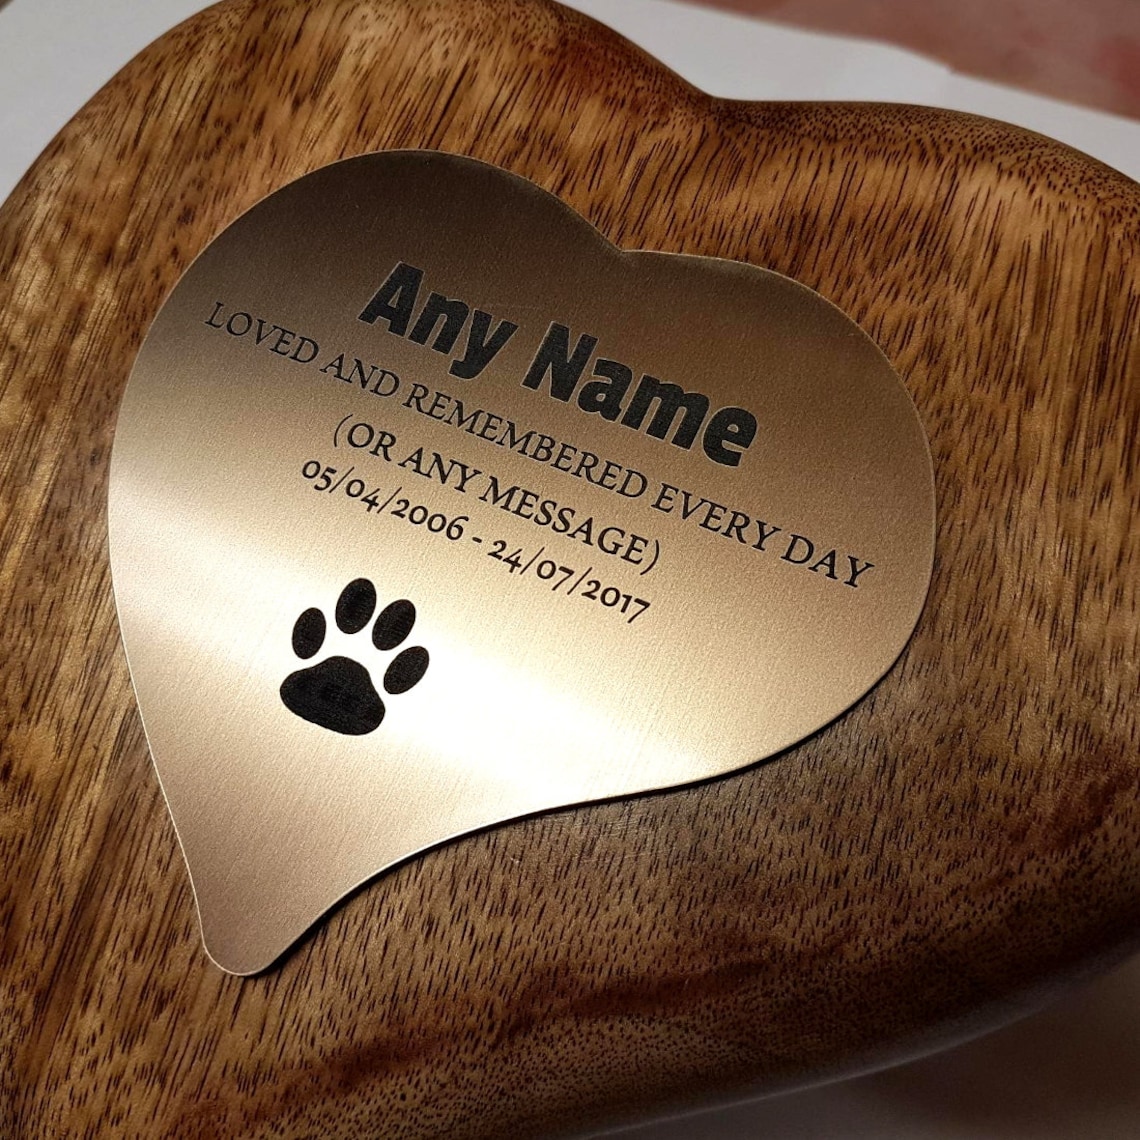 Any Name
LOVED AND REMEMBERED EVERY DAY
(OR ANY MESSAGE)
05/04/2006 - 24/07/2017